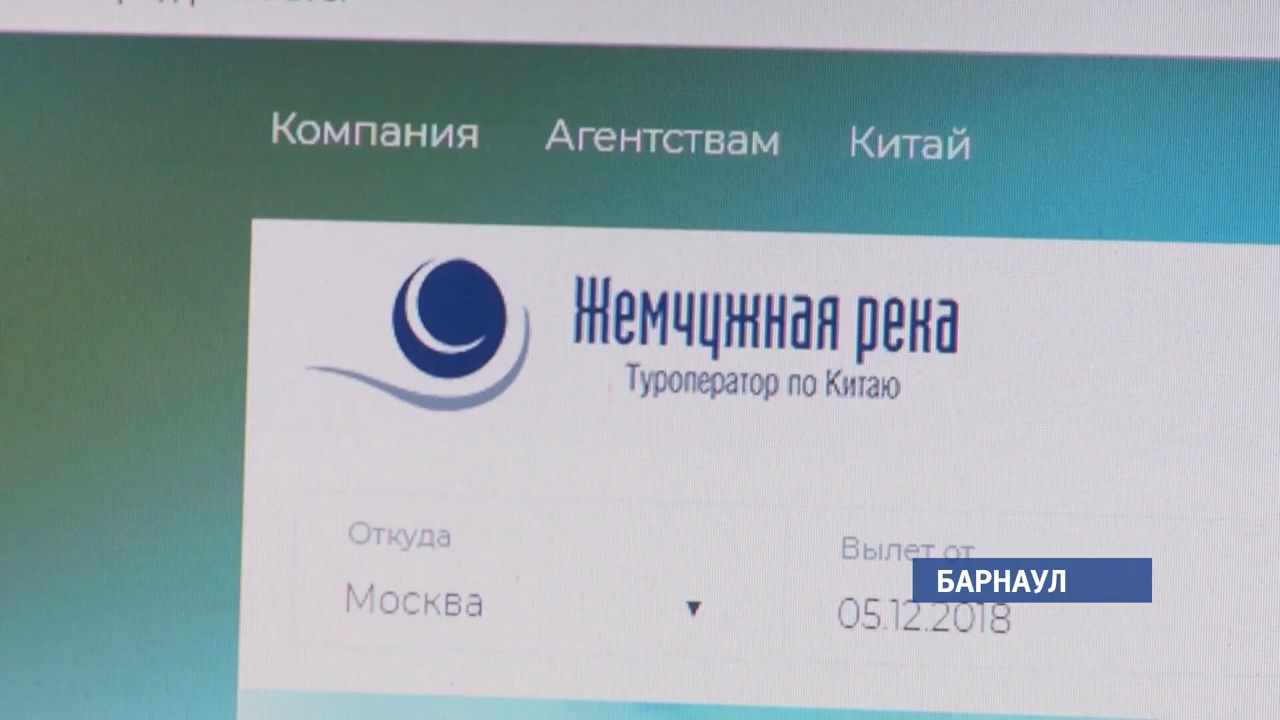 Компания Агентствам Китай
Жемчужная река
Туроператор по Китаю
Откуда
Вылет от
БАРНАУЛ
Москва
05.12.2018